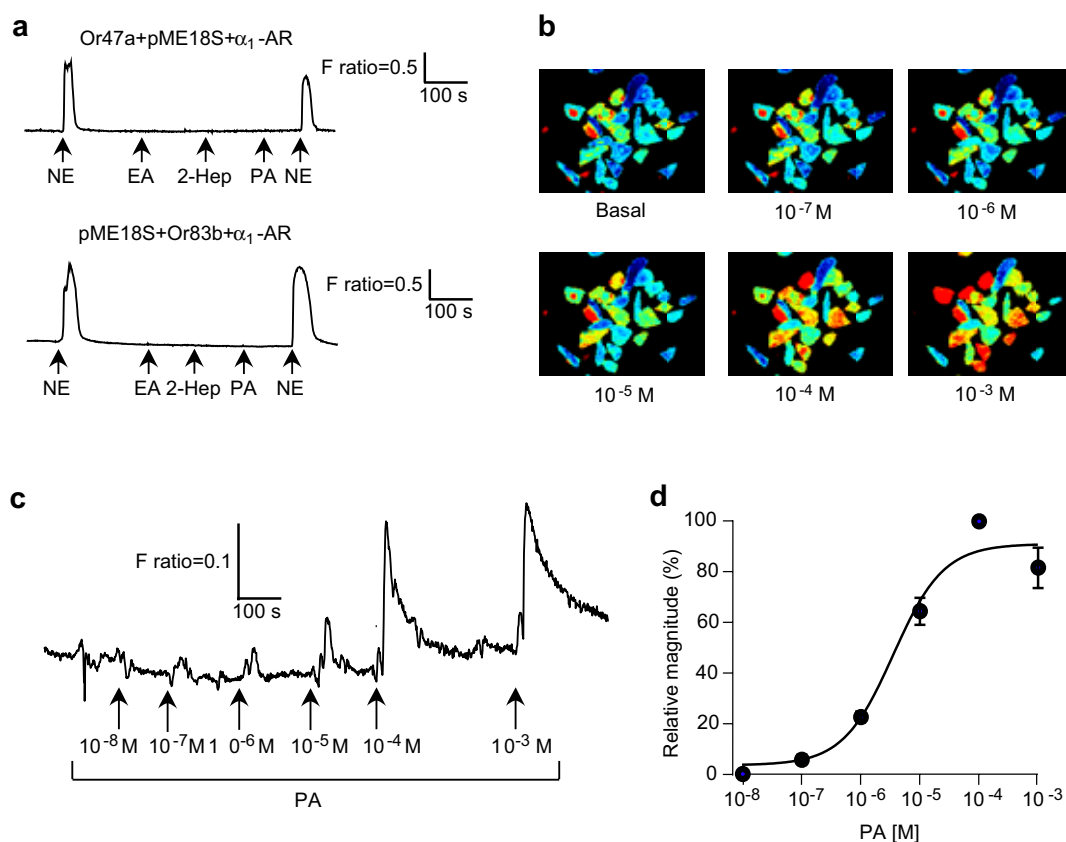 a
Or47a+pME18S+α₁-AR
F ratio=0.5
100 s
NE EA 2-Hep PA NE
pME18S+Or83b+α₁-AR
F ratio=0.5
100 s
NE EA 2-Hep PA NE
b
Basal 10⁻⁷ M 10⁻⁶ M
10⁻⁵ M 10⁻⁴ M 10⁻³ M
c
F ratio=0.1
100 s
10⁻⁸ M 10⁻⁷ M 1 0⁻⁶ M 10⁻⁵ M 10⁻⁴ M 10⁻³ M
PA
d
Relative magnitude (%)
100
80
60
40
20
0
10⁻⁸ 10⁻⁷ 10⁻⁶ 10⁻⁵ 10⁻⁴ 10⁻³
PA [M]